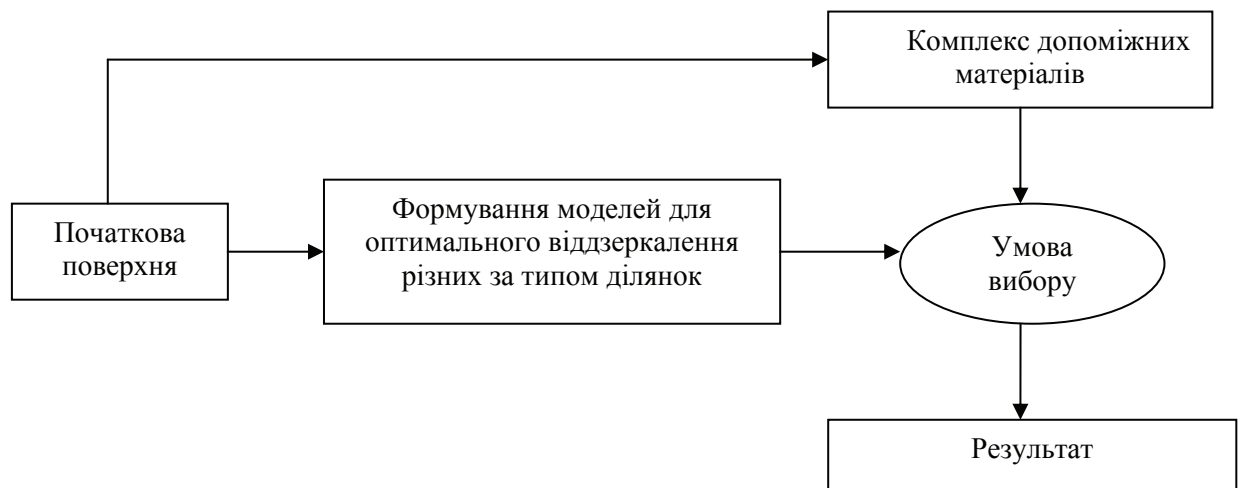 Комплекс допоміжних
матеріалів
Початкова
поверхня
Формування моделей для
оптимального віддзеркалення
різних за типом ділянок
Умова
вибору
Результат